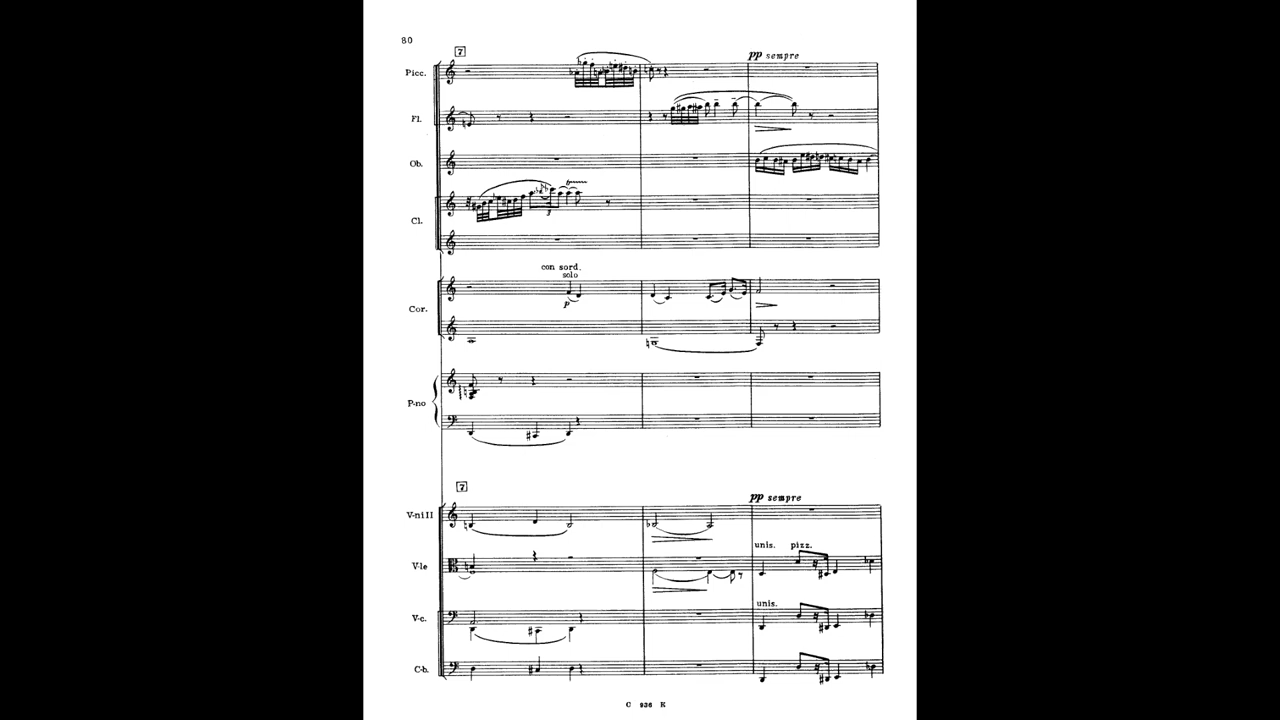 80
7
pp sempre
Picc.
Fl.
Ob.
Cl.
3
con sord.
solo
p
Cor.
P-no
7
pp sempre
V-ni II
unis. pizz.
V-le
unis.
V-c.
C-b.
C 936 K